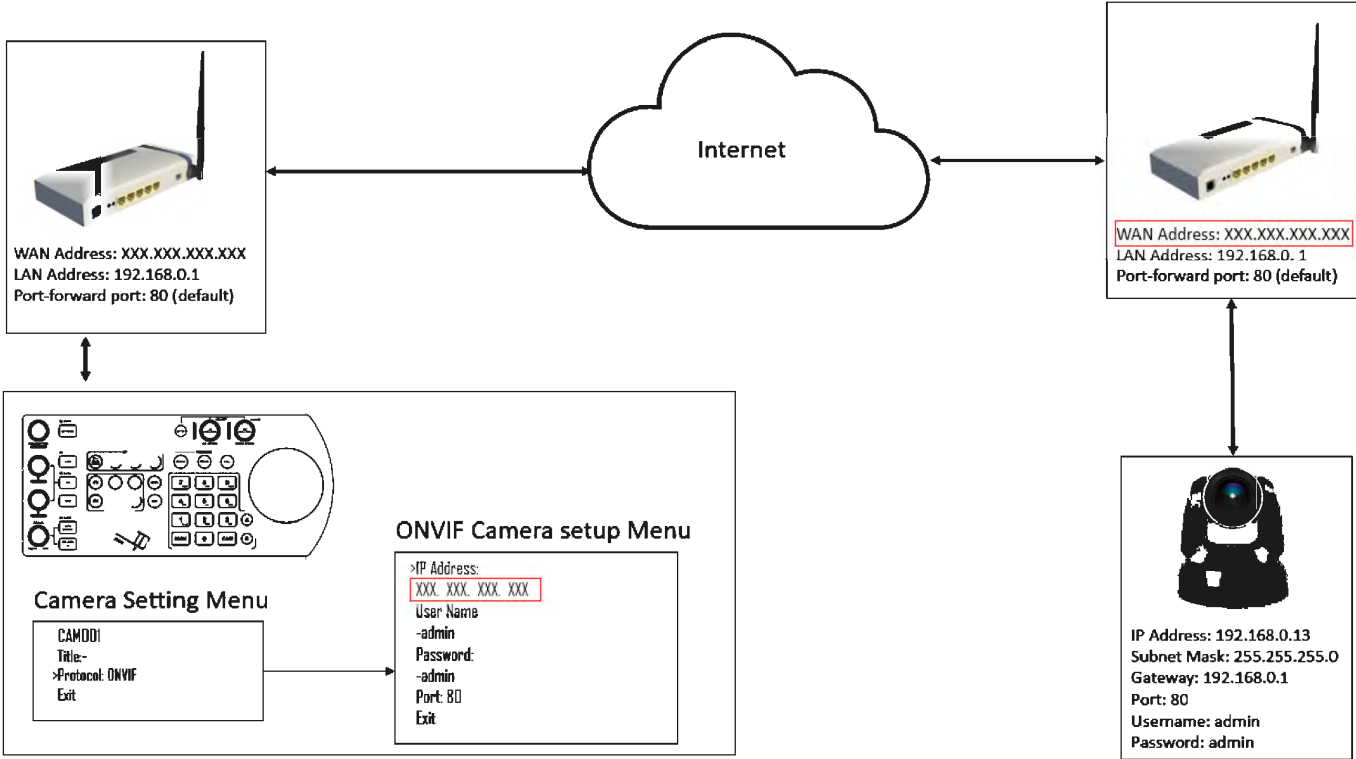 Internet
WAN Address: XXX.XXX.XXX.XXX
LAN Address: 192.168.0.1
Port-forward port: 80 (default)
WAN Address: XXX.XXX.XXX.XXX
LAN Address: 192.168.0. 1
Port-forward port: 80 (default)
ONVIF Camera setup Menu
>IP Address:
XXX. XXX. XXX. XXX
User Name
-admin
Password:
-admin
Port: 80
Exit
Camera Setting Menu
CAM001
Title:-
>Protocol: ONVIF
Exit
IP Address: 192.168.0.13
Subnet Mask: 255.255.255.0
Gateway: 192.168.0.1
Port: 80
Username: admin
Password: admin